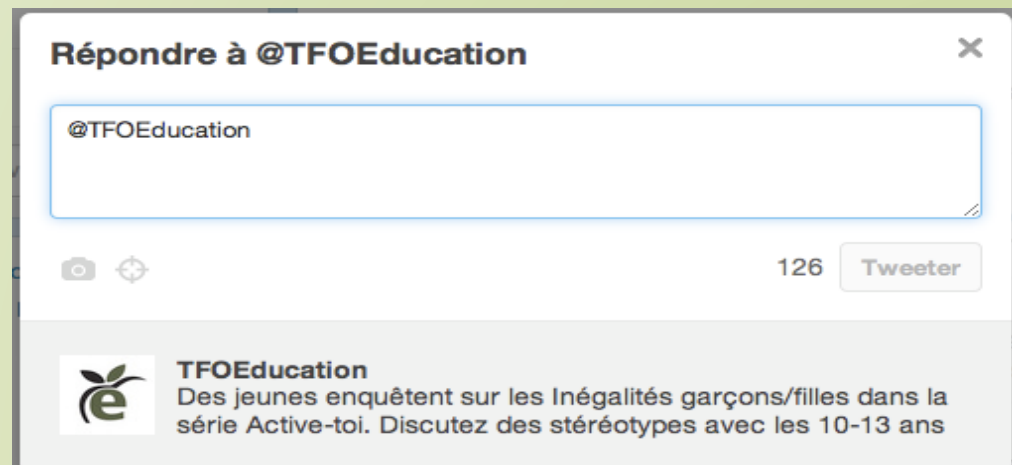 Répondre à @TFOEducation
@TFOEducation
126 Tweeter
TFOEducation
Des jeunes enquêtent sur les Inégalités garçons/filles dans la
série Active-toi. Discutez des stéréotypes avec les 10-13 ans